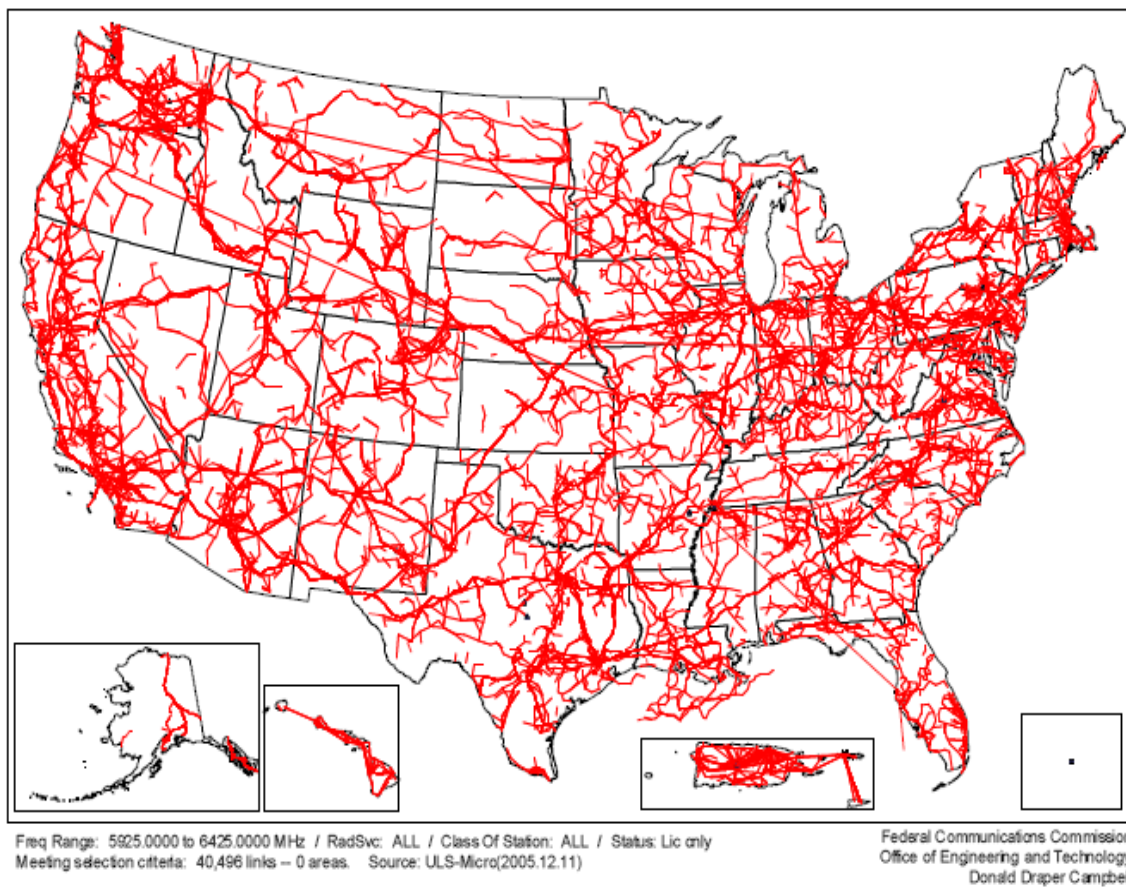 Freq Range: 5925.0000 to 6425.0000 MHz / RadSvc: ALL / Class Of Station: ALL / Status: Lic only
Meeting selection criteria: 40,496 links -- 0 areas. Source: ULS-Micro(2005.12.11)
Federal Communications Commission
Office of Engineering and Technology
Donald Draper Campbel